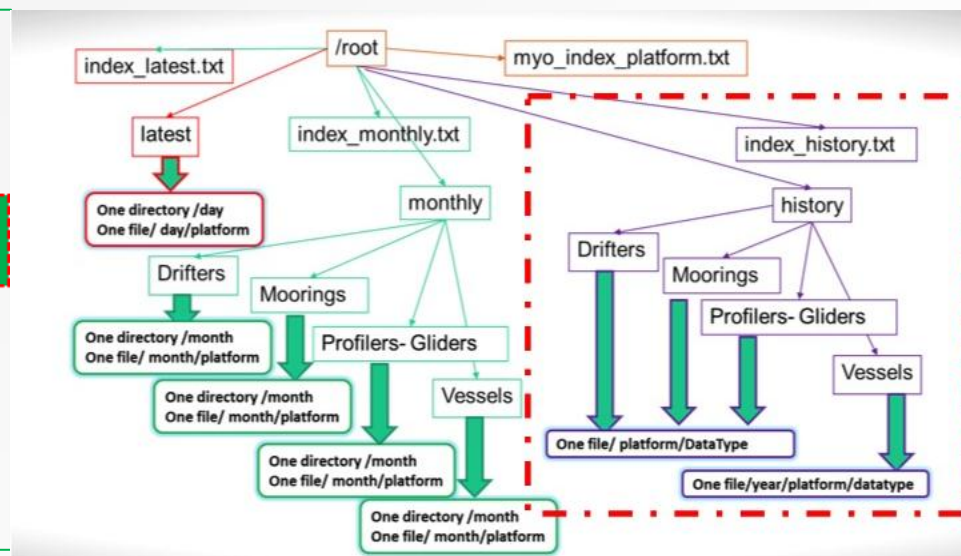 /root
index_latest.txt
myo_index_platform.txt
latest
index_monthly.txt
index_history.txt
One directory /day
One file/ day/platform
monthly
history
Drifters
Moorings
Profilers- Gliders
Vessels
One directory /month
One file/ month/platform
One directory /month
One file/ month/platform
One directory /month
One file/ month/platform
One directory /month
One file/ month/platform
Drifters
Moorings
Profilers- Gliders
Vessels
One file/ platform/DataType
One file/year/platform/datatype